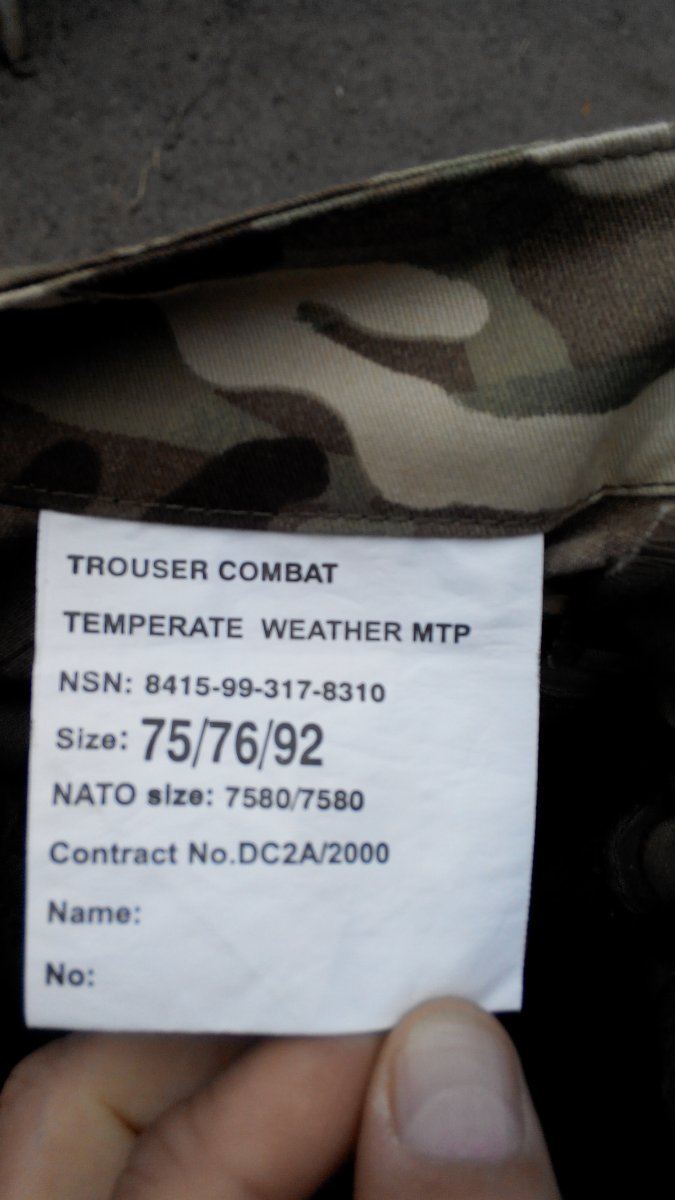 TROUSER COMBAT
TEMPERATE WEATHER MTP
NSN: 8415-99-317-8310
Size: 75/76/92
NATO size: 7580/7580
Contract No.DC2A/2000
Name:
No: